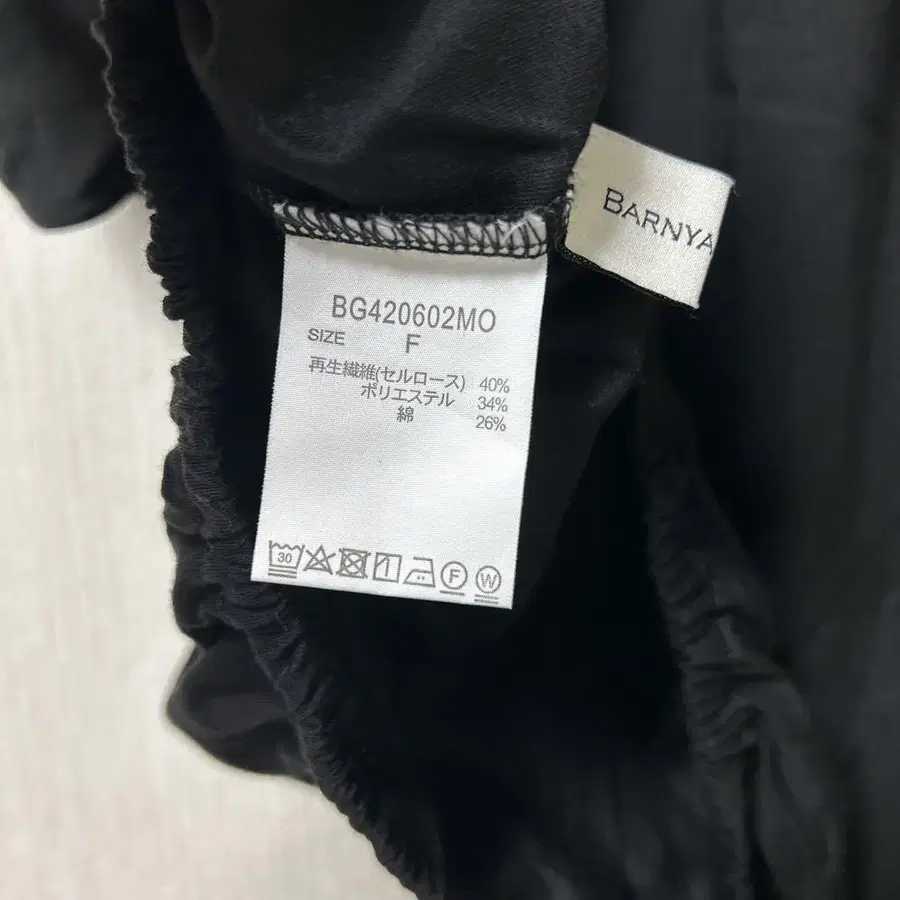 BARNYA
BG420602MO
SIZE F
再生繊維(セルロース) 40%
ポリエステル 34%
綿 26%
30
F W